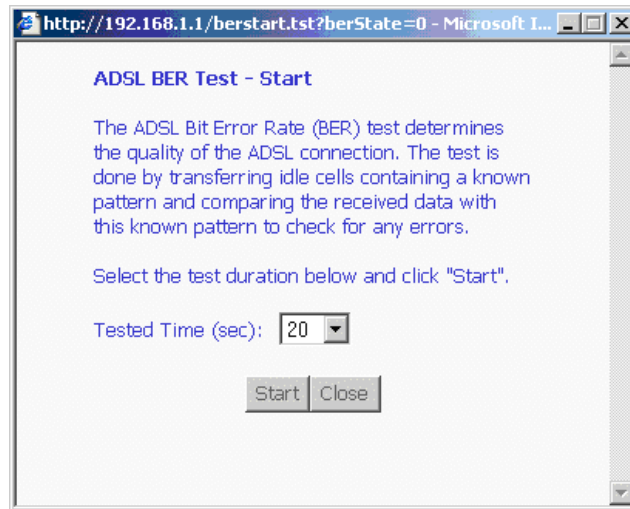 http://192.168.1.1/berstart.tst?berState=0 - Microsoft I...
ADSL BER Test - Start
The ADSL Bit Error Rate (BER) test determines
the quality of the ADSL connection. The test is
done by transferring idle cells containing a known
pattern and comparing the received data with
this known pattern to check for any errors.
Select the test duration below and click "Start".
Tested Time (sec): 20
Start Close